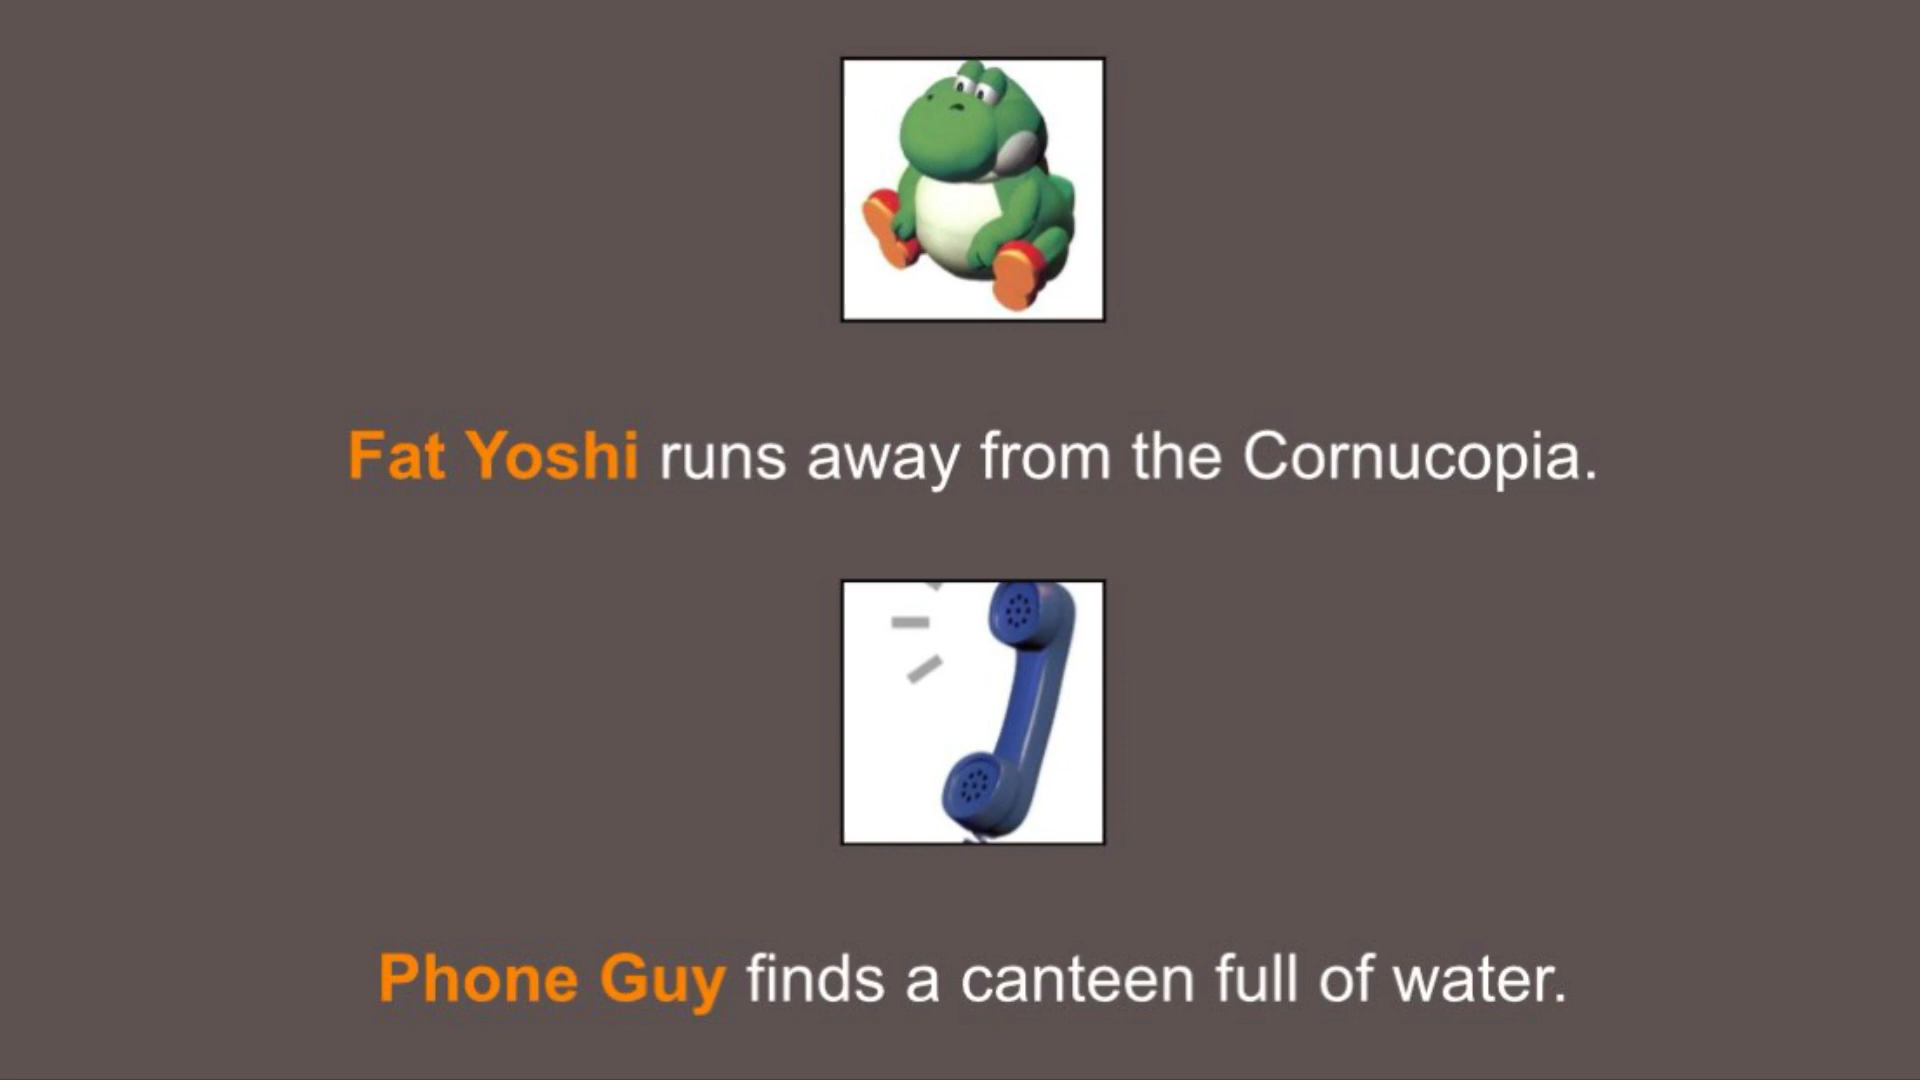 Fat Yoshi runs away from the Cornucopia.
Phone Guy finds a canteen full of water.